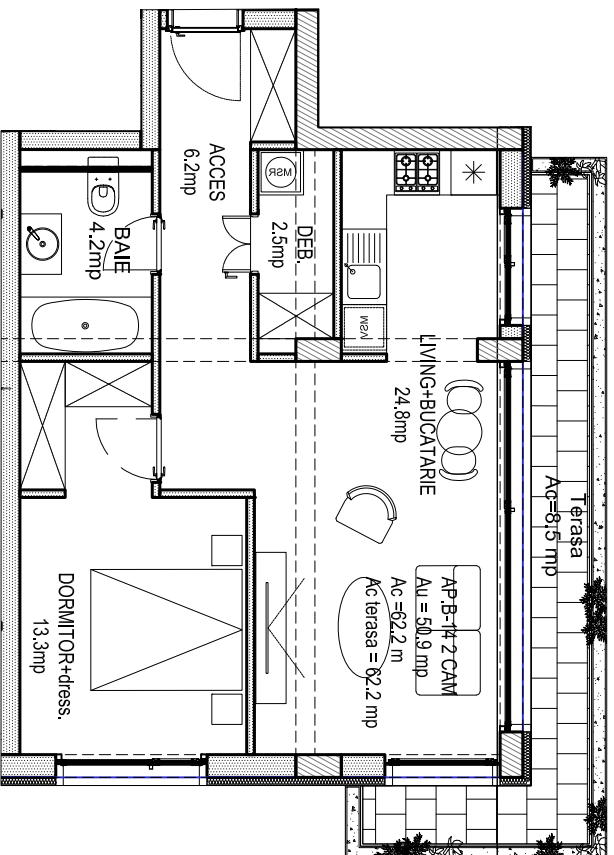 ACCES
6.2mp
BAIE
4.2mp
MSR
DEB.
2.5mp
VSM
LIVING+BUCATARIE
24.8mp
Terasa
Ac=8.5 mp
AP.B-14 2 CAM
Au = 50.9 mp
Ac =62.2 m
Ac terasa = 62.2 mp
DORMITOR+dress.
13.3mp